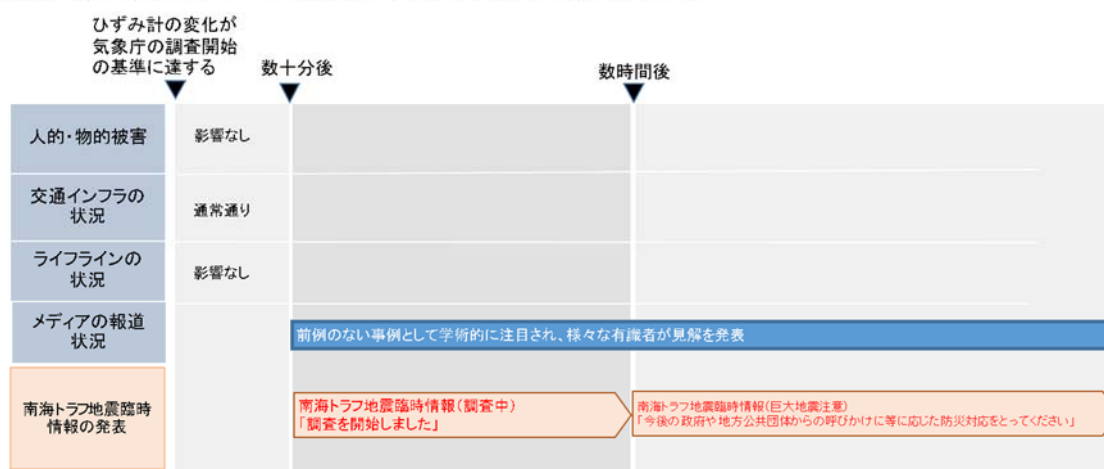 ひずみ計の変化が
気象庁の調査開始
の基準に達する
数十分後
数時間後
人的・物的被害
影響なし
交通インフラの
状況
通常通り
ライフラインの
状況
影響なし
メディアの報道
状況
前例のない事例として学術的に注目され、様々な有識者が見解を発表
南海トラフ地震臨時
情報の発表
南海トラフ地震臨時情報(調査中)
「調査を開始しました」
南海トラフ地震臨時情報(巨大地震注意)
「今後の政府や地方公共団体からの呼びかけに等に応じた防災対応をとってください」